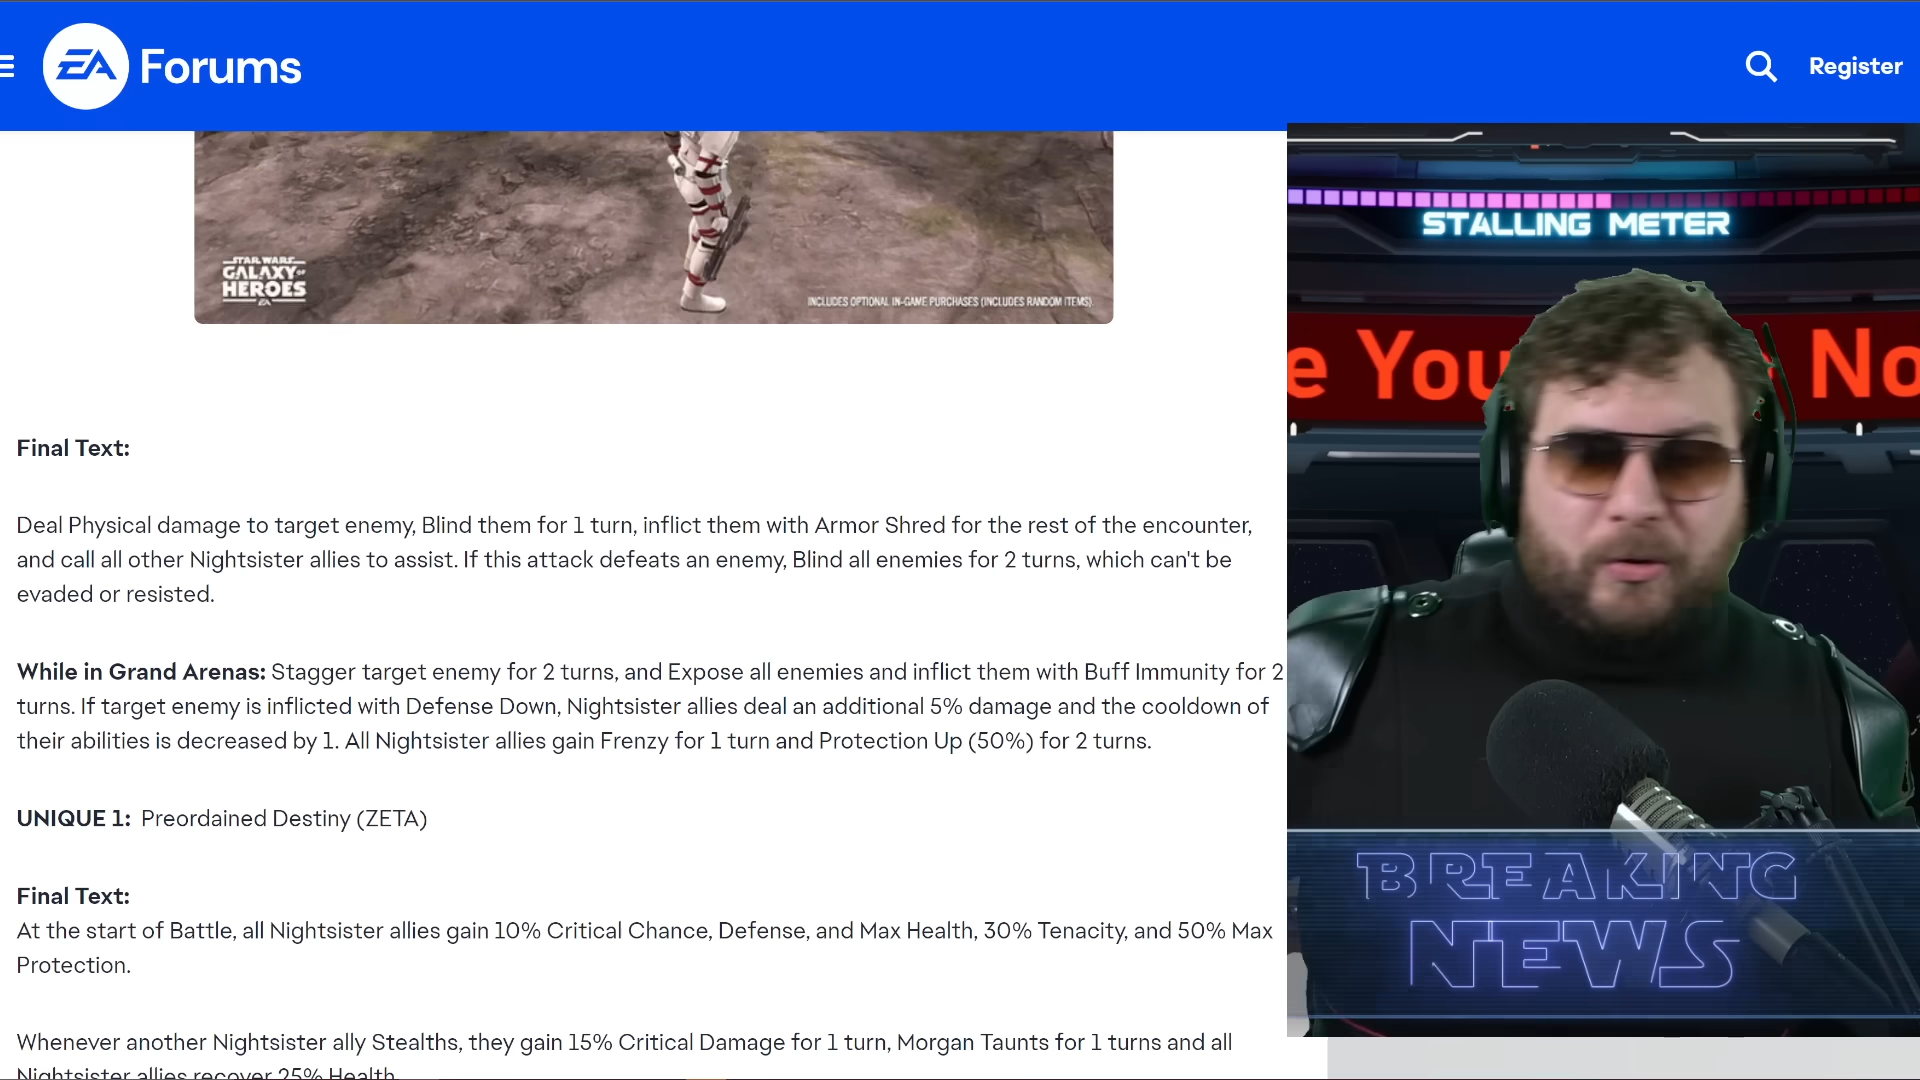 EA Forums
Register
STAR WARS
GALAXY OF
HEROES
EA
INCLUDES OPTIONAL IN-GAME PURCHASES (INCLUDES RANDOM ITEMS).
STALLING METER
e You No
Final Text:
Deal Physical damage to target enemy, Blind them for 1 turn, inflict them with Armor Shred for the rest of the encounter,
and call all other Nightsister allies to assist. If this attack defeats an enemy, Blind all enemies for 2 turns, which can't be
evaded or resisted.
While in Grand Arenas: Stagger target enemy for 2 turns, and Expose all enemies and inflict them with Buff Immunity for 2
turns. If target enemy is inflicted with Defense Down, Nightsister allies deal an additional 5% damage and the cooldown of
their abilities is decreased by 1. All Nightsister allies gain Frenzy for 1 turn and Protection Up (50%) for 2 turns.
UNIQUE 1: Preordained Destiny (ZETA)
Final Text:
At the start of Battle, all Nightsister allies gain 10% Critical Chance, Defense, and Max Health, 30% Tenacity, and 50% Max
Protection.
Whenever another Nightsister ally Stealths, they gain 15% Critical Damage for 1 turn, Morgan Taunts for 1 turns and all
Nightsister allies recover 25% Health.
BREAKING
NEWS